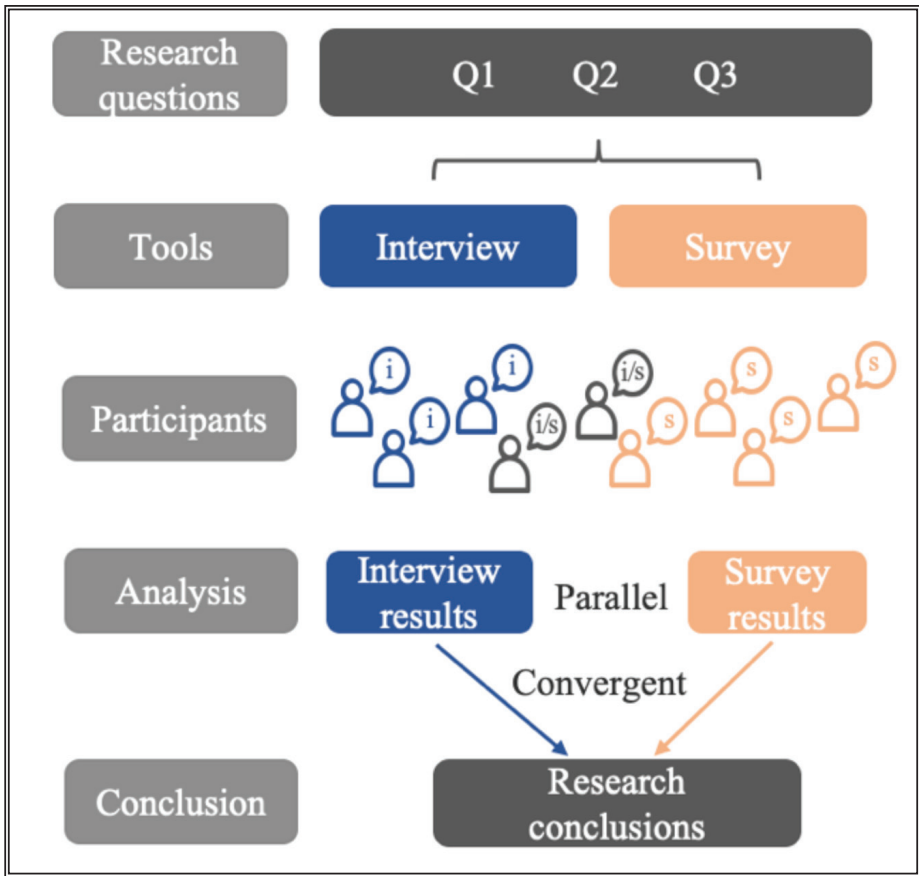 Research
questions
Q1 Q2 Q3
Tools
Interview
Survey
Participants
i
i
i/s
s
s
i
i/s
s
s
Analysis
Interview
results
Parallel
Survey
results
Convergent
Conclusion
Research
conclusions